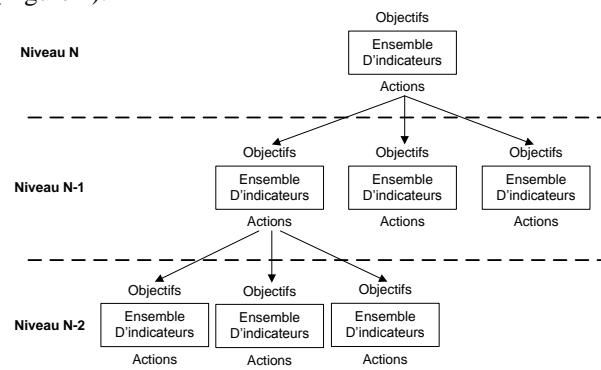 Objectifs
Niveau N
Ensemble
D'indicateurs
Actions
Objectifs Objectifs Objectifs
Niveau N-1
Ensemble Ensemble Ensemble
D'indicateurs D'indicateurs D'indicateurs
Actions Actions Actions
Objectifs Objectifs Objectifs
Niveau N-2
Ensemble Ensemble Ensemble
D'indicateurs D'indicateurs D'indicateurs
Actions Actions Actions